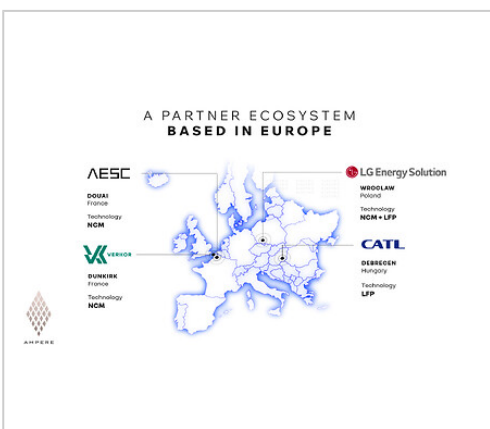 A PARTNER ECOSYSTEM
BASED IN EUROPE
AESC
DOUAI
France
Technology
NCM
VERKOR
DUNKIRK
France
Technology
NCM
LG Energy Solution
WROCLAW
Poland
Technology
NCM + LFP
CATL
DEBRECEN
Hungary
Technology
LFP
AMPERE